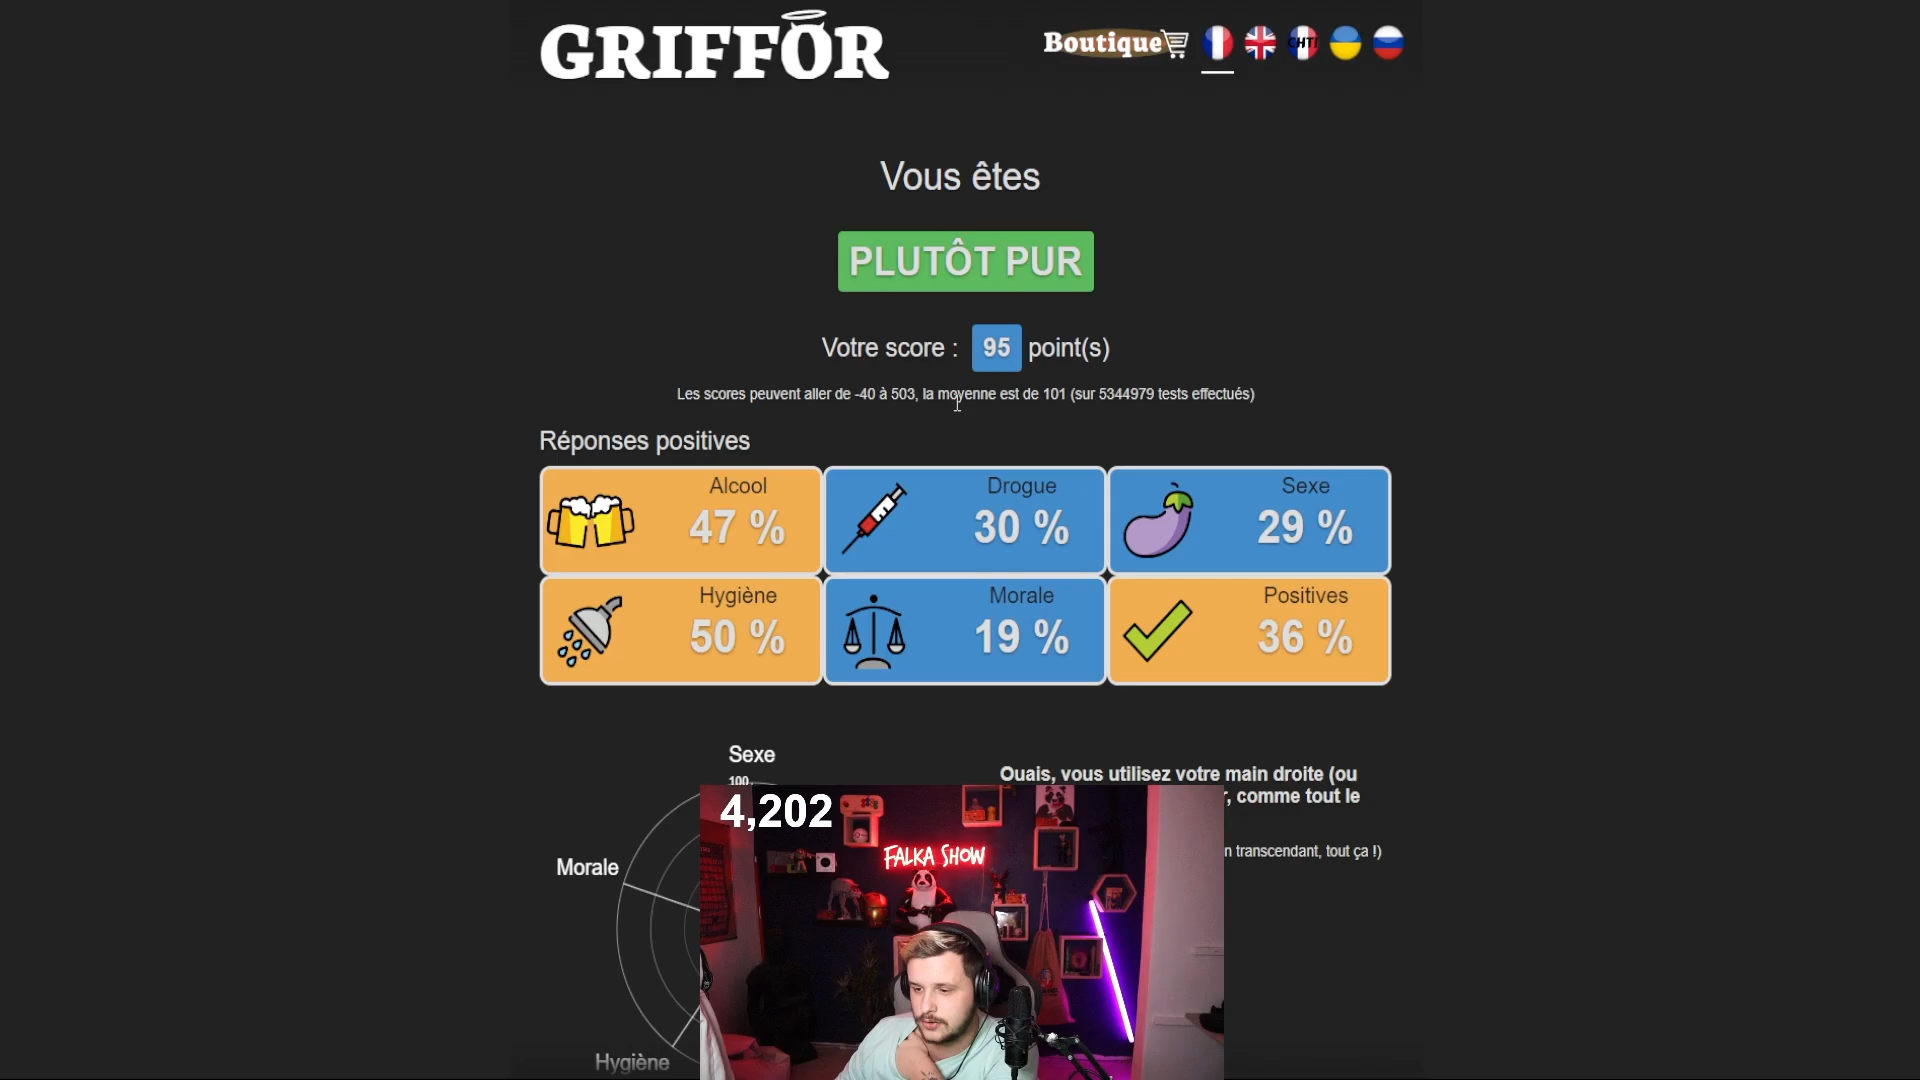 GRIFFOR
Boutique
CHTI
Vous êtes
PLUTÔT PUR
Votre score : 95 point(s)
Les scores peuvent aller de -40 à 503, la moyenne est de 101 (sur 5344979 tests effectués)
Réponses positives
Alcool
47 %
Drogue
30 %
Sexe
29 %
Hygiène
50 %
Morale
19 %
Positives
36 %
Sexe
100
Morale
Hygiène
Ouais, vous utilisez votre main droite (ou
, comme tout le
n transcendant, tout ça !)
4,202
FALKA SHOW